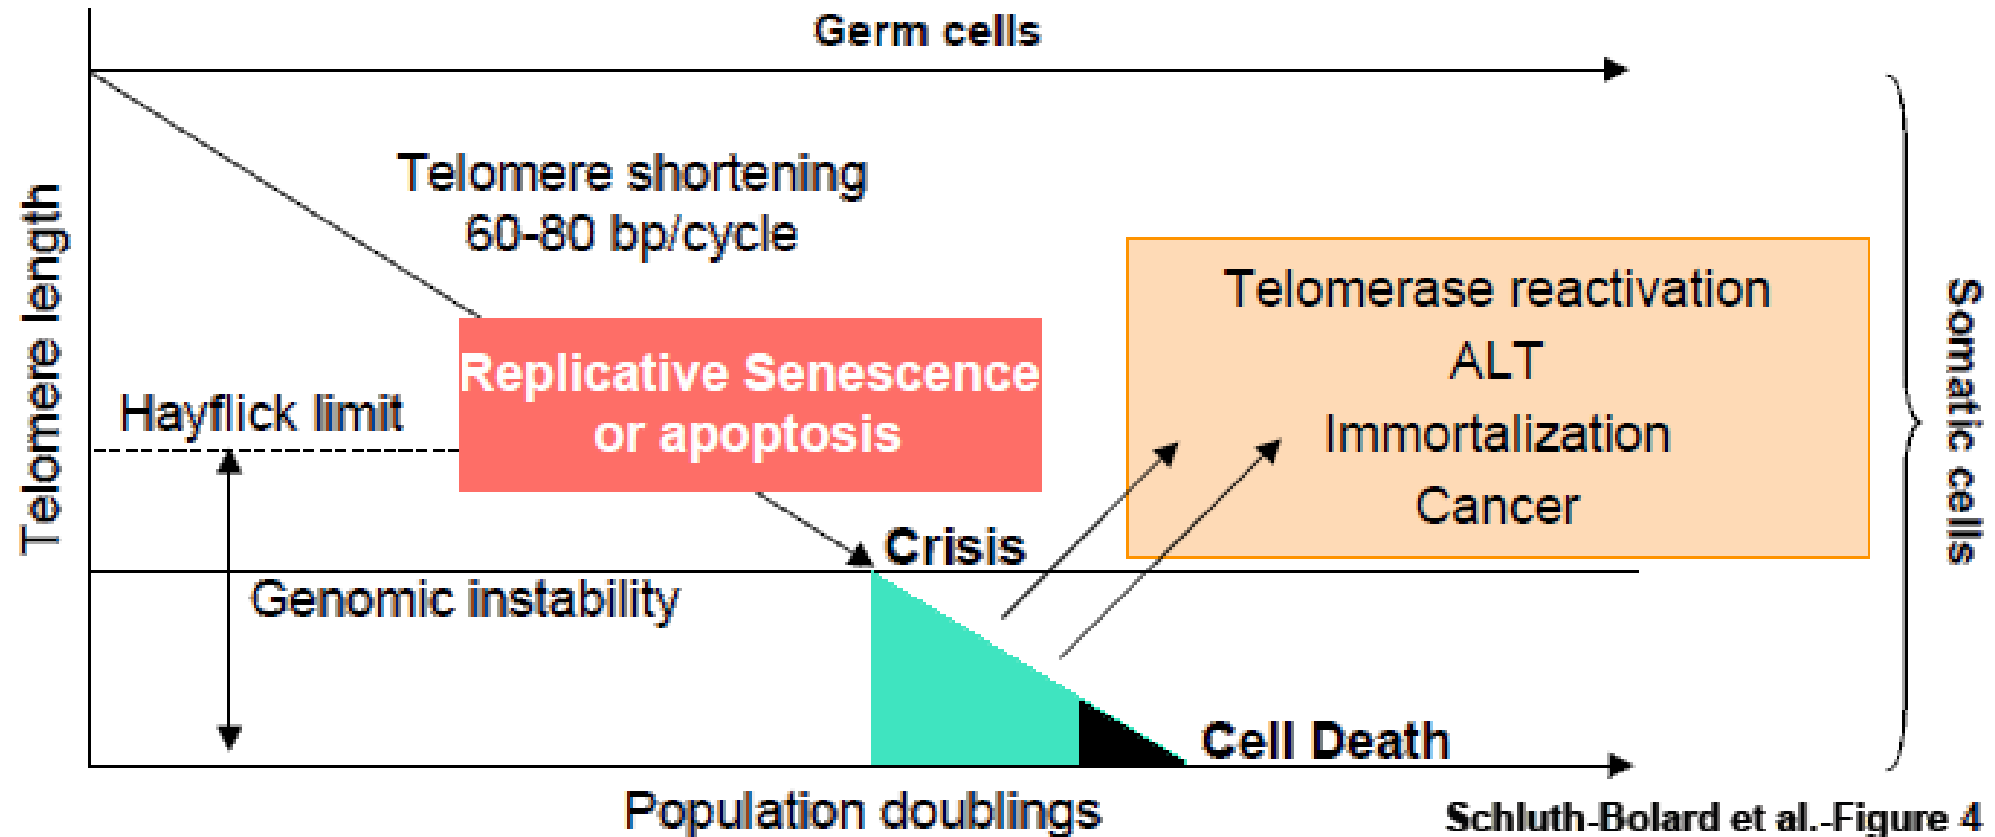 Germ cells
Telomere shortening
60-80 bp/cycle
Telomere length
Telomerase reactivation
ALT
Immortalization
Cancer
Somatic cells
Replicative Senescence
or apoptosis
Hayflick limit
Crisis
Genomic instability
Cell Death
Population doublings
Schluth-Bolard et al.-Figure 4